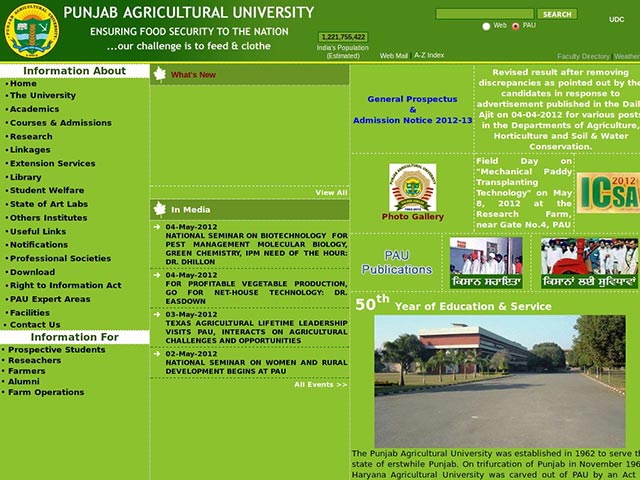 PUNJAB AGRICULTURAL UNIVERSITY
ENSURING FOOD SECURITY TO THE NATION
...our challenge is to feed & clothe
1,221,755,422
India's Population
(Estimated)
Web Mail | A-Z Index
SEARCH
Web PAU
UDC
Faculty Directory | Weather
Information About
• Home
• The University
• Academics
• Courses & Admissions
• Research
• Linkages
• Extension Services
• Library
• Student Welfare
• State of Art Labs
• Others Institutes
• Useful Links
• Notifications
• Professional Societies
• Download
• Right to Information Act
• PAU Expert Areas
• Facilities
• Contact Us
Information For
• Prospective Students
• Reseachers
• Farmers
• Alumni
• Farm Operations
What's New
View All
In Media
04-May-2012
NATIONAL SEMINAR ON BIOTECHNOLOGY FOR
PEST MANAGEMENT MOLECULAR BIOLOGY,
GREEN CHEMISTRY, IPM NEED OF THE HOUR:
DR. DHILLON
04-May-2012
FOR PROFITABLE VEGETABLE PRODUCTION,
GO FOR NET-HOUSE TECHNOLOGY: DR.
EASDOWN
03-May-2012
TEXAS AGRICULTURAL LIFETIME LEADERSHIP
VISITS PAU, INTERACTS ON AGRICULTURAL
CHALLENGES AND OPPORTUNITIES
02-May-2012
NATIONAL SEMINAR ON WOMEN AND RURAL
DEVELOPMENT BEGINS AT PAU
All Events >>
General Prospectus
&
Admission Notice 2012-13
Revised result after removing
discrepancies as pointed out by the
candidates in response to
advertisement published in the Dail
Ajit on 04-04-2012 for various posts
in the Departments of Agriculture,
Horticulture and Soil & Water
Conservation.
Photo Gallery
Field Day on
"Mechanical Paddy
Transplanting
Technology" on May
8, 2012 at the
Research Farm,
near Gate No.4, PAU
2012
ICSA
PAU
Publications
ਕਿਸਾਨ ਸਹਾਇਤਾ
ਕਿਸਾਨਾਂ ਲਈ ਸੁਵਿਧਾਵਾਂ
50th Year of Education & Service
The Punjab Agricultural University was established in 1962 to serve th
state of erstwhile Punjab. On trifurcation of Punjab in November 196
Haryana Agricultural University was carved out of PAU by an Act